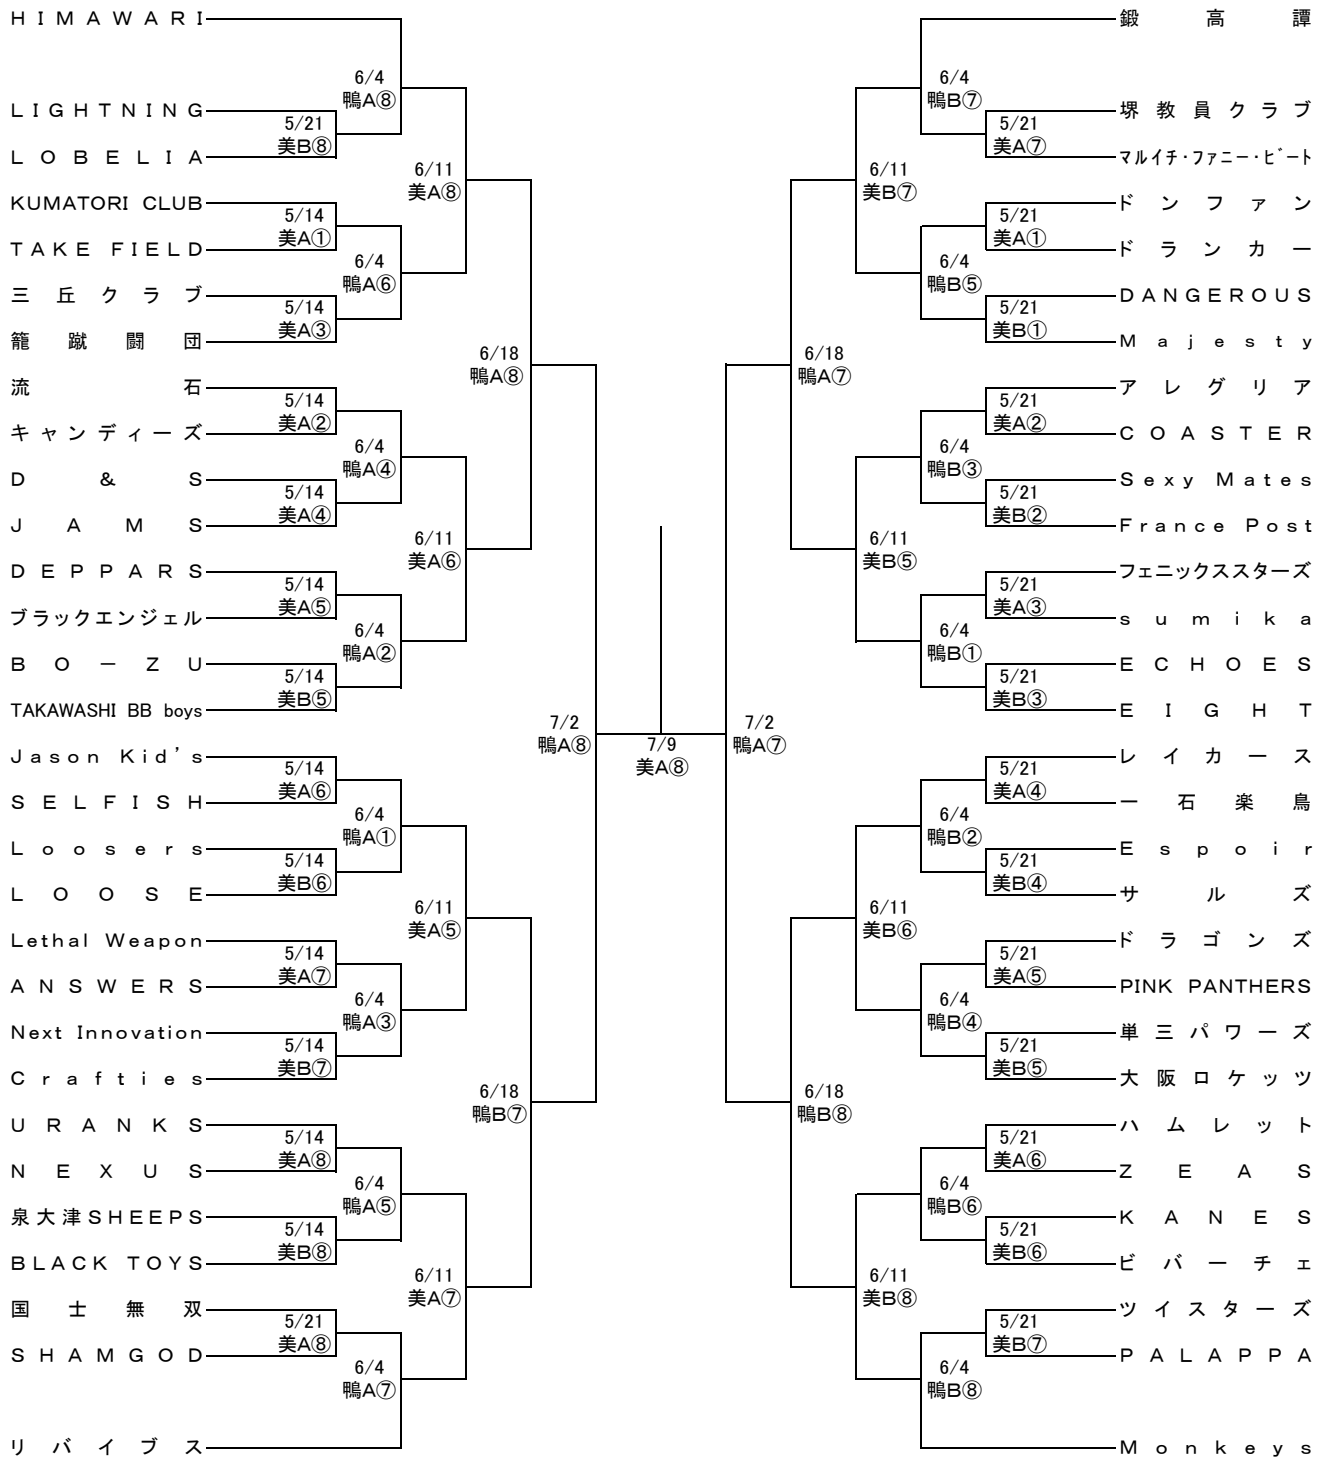 HIMAWARI 鍛高譚
6/4 6/4
鴨A⑧ 鴨B⑦
LIGHTNING 堺教員クラブ
5/21 5/21
美B⑧ 美A⑦
LOBELIA マルイチ・ファニー・ビート
6/11 6/11
美A⑧ 美B⑦
KUMATORI CLUB ドンファン
5/14 5/21
美A① 美A①
TAKE FIELD ドランカー
6/4 6/4
鴨A⑥ 鴨B⑤
三丘クラブ DANGEROUS
5/14 5/21
美A③ 美B①
籠蹴闘団 Majesty
6/18 6/18
鴨A⑧ 鴨A⑦
流石 アレグリア
5/14 5/21
美A② 美A②
キャンディーズ COASTER
6/4 6/4
鴨A④ 鴨B③
D&S Sexy Mates
5/14 5/21
美A④ 美B②
JAMS France Post
6/11 6/11
美A⑥ 美B⑤
DEPPARS フェニックススターズ
5/14 5/21
美A⑤ 美A③
ブラックエンジェル sumika
6/4 6/4
鴨A② 鴨B①
BO－ZU ECHOES
5/14 5/21
美B⑤ 美B③
TAKAWASHI BB boys EIGHT
7/2 7/9 7/2
鴨A⑧ 美A⑧ 鴨A⑦
Jason Kid's レイカース
5/14 5/21
美A⑥ 美A④
SELFISH 一石楽鳥
6/4 6/4
鴨A① 鴨B②
Loosers Espoir
5/14 5/21
美B⑥ 美B④
LOOSE サルズ
6/11 6/11
美A⑤ 美B⑥
Lethal Weapon ドラゴンズ
5/14 5/21
美A⑦ 美A⑤
ANSWERS PINK PANTHERS
6/4 6/4
鴨A③ 鴨B④
Next Innovation 単三パワーズ
5/14 5/21
美B⑦ 美B⑤
Crafties 大阪ロケッツ
6/18 6/18
鴨B⑦ 鴨B⑧
URANKS ハムレット
5/14 5/21
美A⑧ 美A⑥
NEXUS ZEAS
6/4 6/4
鴨A⑤ 鴨B⑥
泉大津SHEEPS KANES
5/14 5/21
美B⑧ 美B⑥
BLACK TOYS ビバーチェ
6/11 6/11
美A⑦ 美B⑧
国士無双 ツイスターズ
5/21 5/21
美A⑧ 美B⑦
SHAMGOD PALAPPA
6/4 6/4
鴨A⑦ 鴨B⑧
リバイブス Monkeys